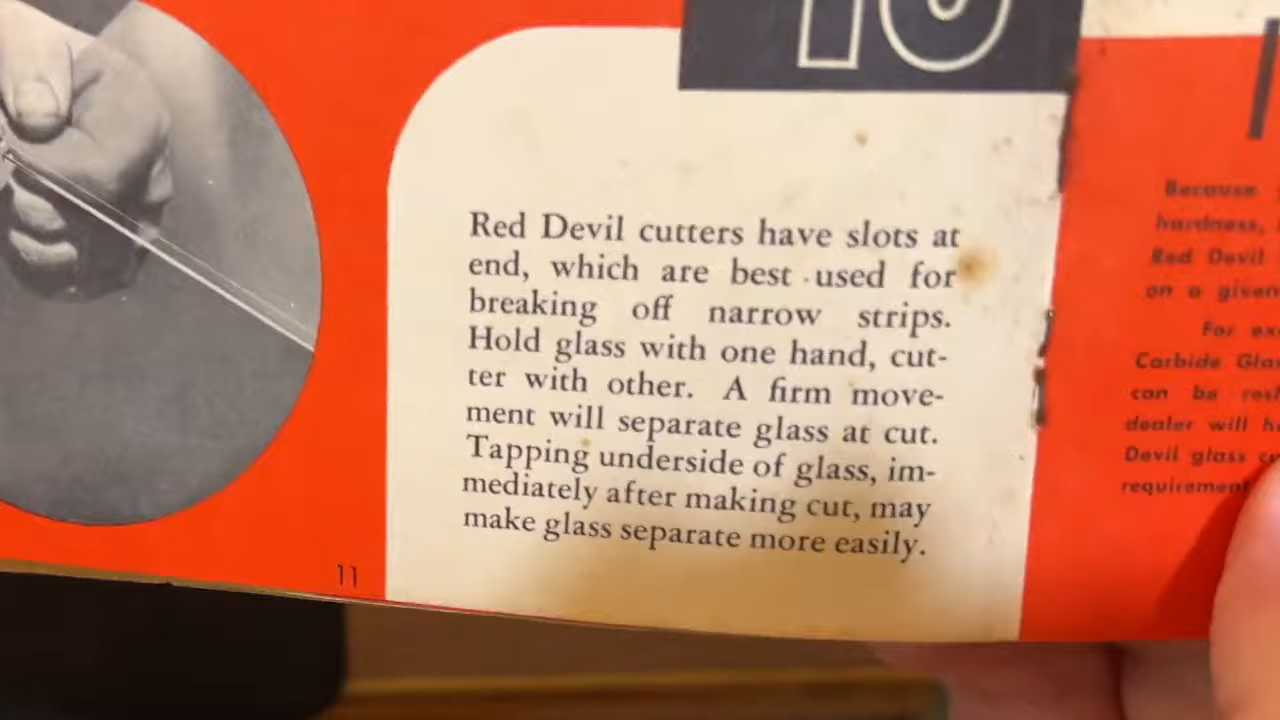 10
Red Devil cutters have slots at
end, which are best used for
breaking off narrow strips.
Hold glass with one hand, cut-
ter with other. A firm move-
ment will separate glass at cut.
Tapping underside of glass, im-
mediately after making cut, may
make glass separate more easily.
11
Because
hardness,
Red Devil
on a given
For
Carbide
can be
dealer will
Devil glass
requirement